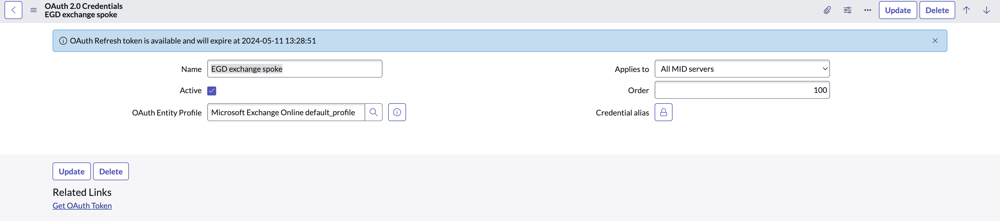 OAuth 2.0 Credentials
EGD exchange spoke
Update
Delete
OAuth Refresh token is available and will expire at 2024-05-11 13:28:51
Name
EGD exchange spoke
Applies to
All MID servers
Active
Order
100
OAuth Entity Profile
Microsoft Exchange Online default_profile
Credential alias
Update
Delete
Related Links
Get OAuth Token